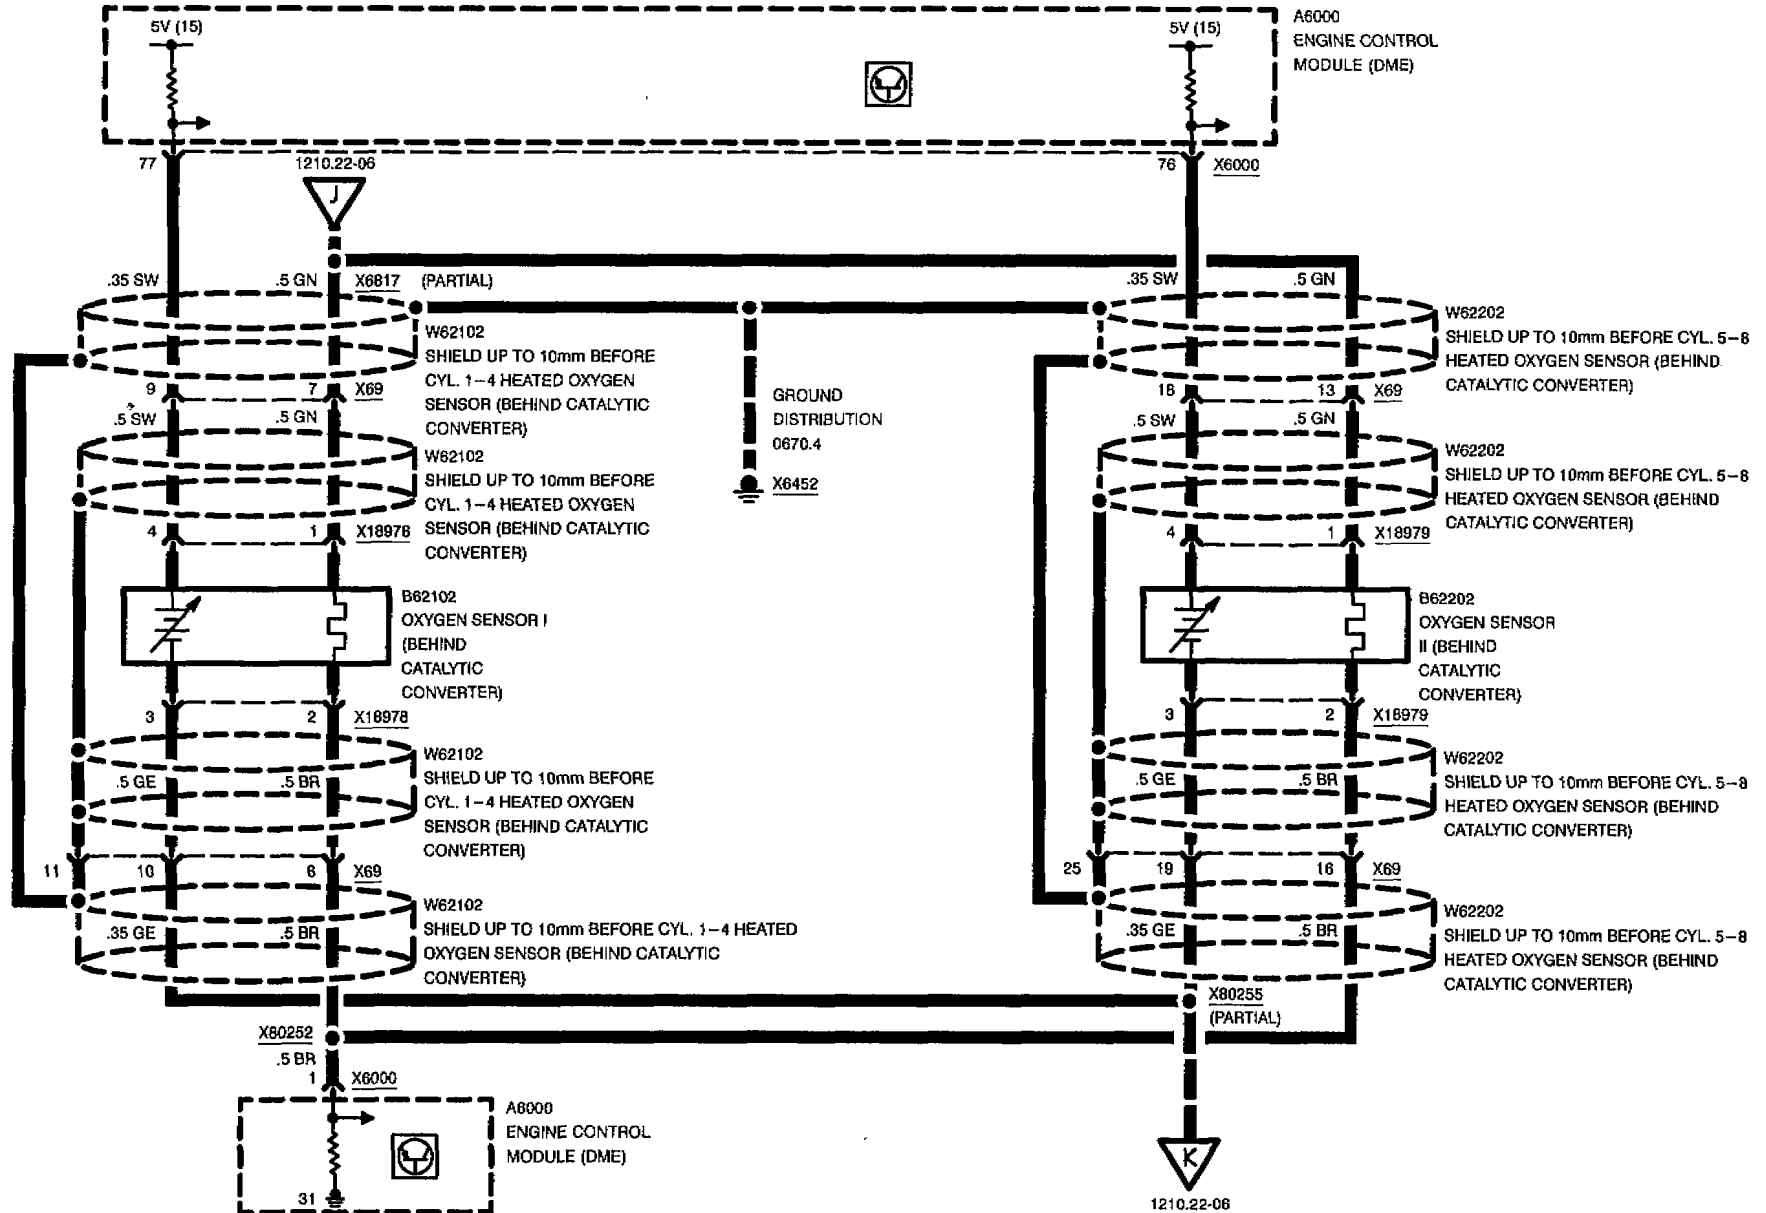 5V (15)
5V (15)
A6000
ENGINE CONTROL
MODULE (DME)
77
1210.22-06
J
76
X6000
.35 SW
.5 GN
X6817
(PARTIAL)
.35 SW
.5 GN
W62102
SHIELD UP TO 10mm BEFORE
CYL. 1-4 HEATED OXYGEN
SENSOR (BEHIND CATALYTIC
CONVERTER)
W62202
SHIELD UP TO 10mm BEFORE CYL. 5-8
HEATED OXYGEN SENSOR (BEHIND
CATALYTIC CONVERTER)
9
7
X69
GROUND
DISTRIBUTION
0670.4
X6452
18
13
X69
.5 SW
.5 GN
.5 SW
.5 GN
W62102
SHIELD UP TO 10mm BEFORE
CYL. 1-4 HEATED OXYGEN
SENSOR (BEHIND CATALYTIC
CONVERTER)
W62202
SHIELD UP TO 10mm BEFORE CYL. 5-8
HEATED OXYGEN SENSOR (BEHIND
CATALYTIC CONVERTER)
4
1
X18978
4
1
X18979
B62102
OXYGEN SENSOR I
(BEHIND
CATALYTIC
CONVERTER)
B62202
OXYGEN SENSOR
II (BEHIND
CATALYTIC
CONVERTER)
3
2
X18978
3
2
X18979
W62102
SHIELD UP TO 10mm BEFORE
CYL. 1-4 HEATED OXYGEN
SENSOR (BEHIND CATALYTIC
CONVERTER)
W62202
SHIELD UP TO 10mm BEFORE CYL. 5-8
HEATED OXYGEN SENSOR (BEHIND
CATALYTIC CONVERTER)
.5 GE
.5 BR
.5 GE
.5 BR
11
10
6
X69
25
19
16
X69
W62102
SHIELD UP TO 10mm BEFORE CYL. 1-4 HEATED
OXYGEN SENSOR (BEHIND CATALYTIC
CONVERTER)
W62202
SHIELD UP TO 10mm BEFORE CYL. 5-8
HEATED OXYGEN SENSOR (BEHIND
CATALYTIC CONVERTER)
.35 GE
.5 BR
.35 GE
.5 BR
X80255
(PARTIAL)
X80252
.5 BR
1
X6000
A6000
ENGINE CONTROL
MODULE (DME)
31
K
1210.22-06